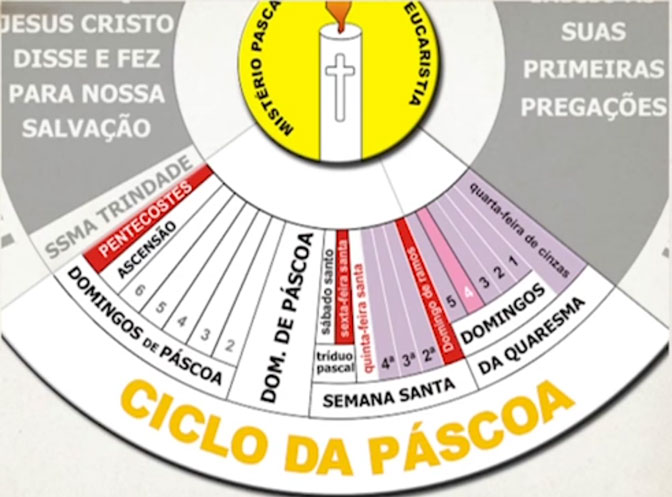 JESUS CRISTO
DISSE E FEZ
PARA NOSSA
SALVAÇÃO
MISTÉRIO PASCA
EUCARISTIA
SUAS
PRIMEIRAS
PREGAÇÕES
SSMA TRINDADE
PENTECOSTES
ASCENSÃO
6
5
4
3
2
DOMINGOS DE PÁSCOA
DOM. DE PÁSCOA
sábado santo
sexta-feira santa
tríduo
pascal
quinta-feira santa
4ª
3ª
2ª
Domingo de ramos
SEMANA SANTA
5
4
3
2
1
quarta-feira de cinzas
DOMINGOS
DA QUARESMA
CICLO DA PÁSCOA